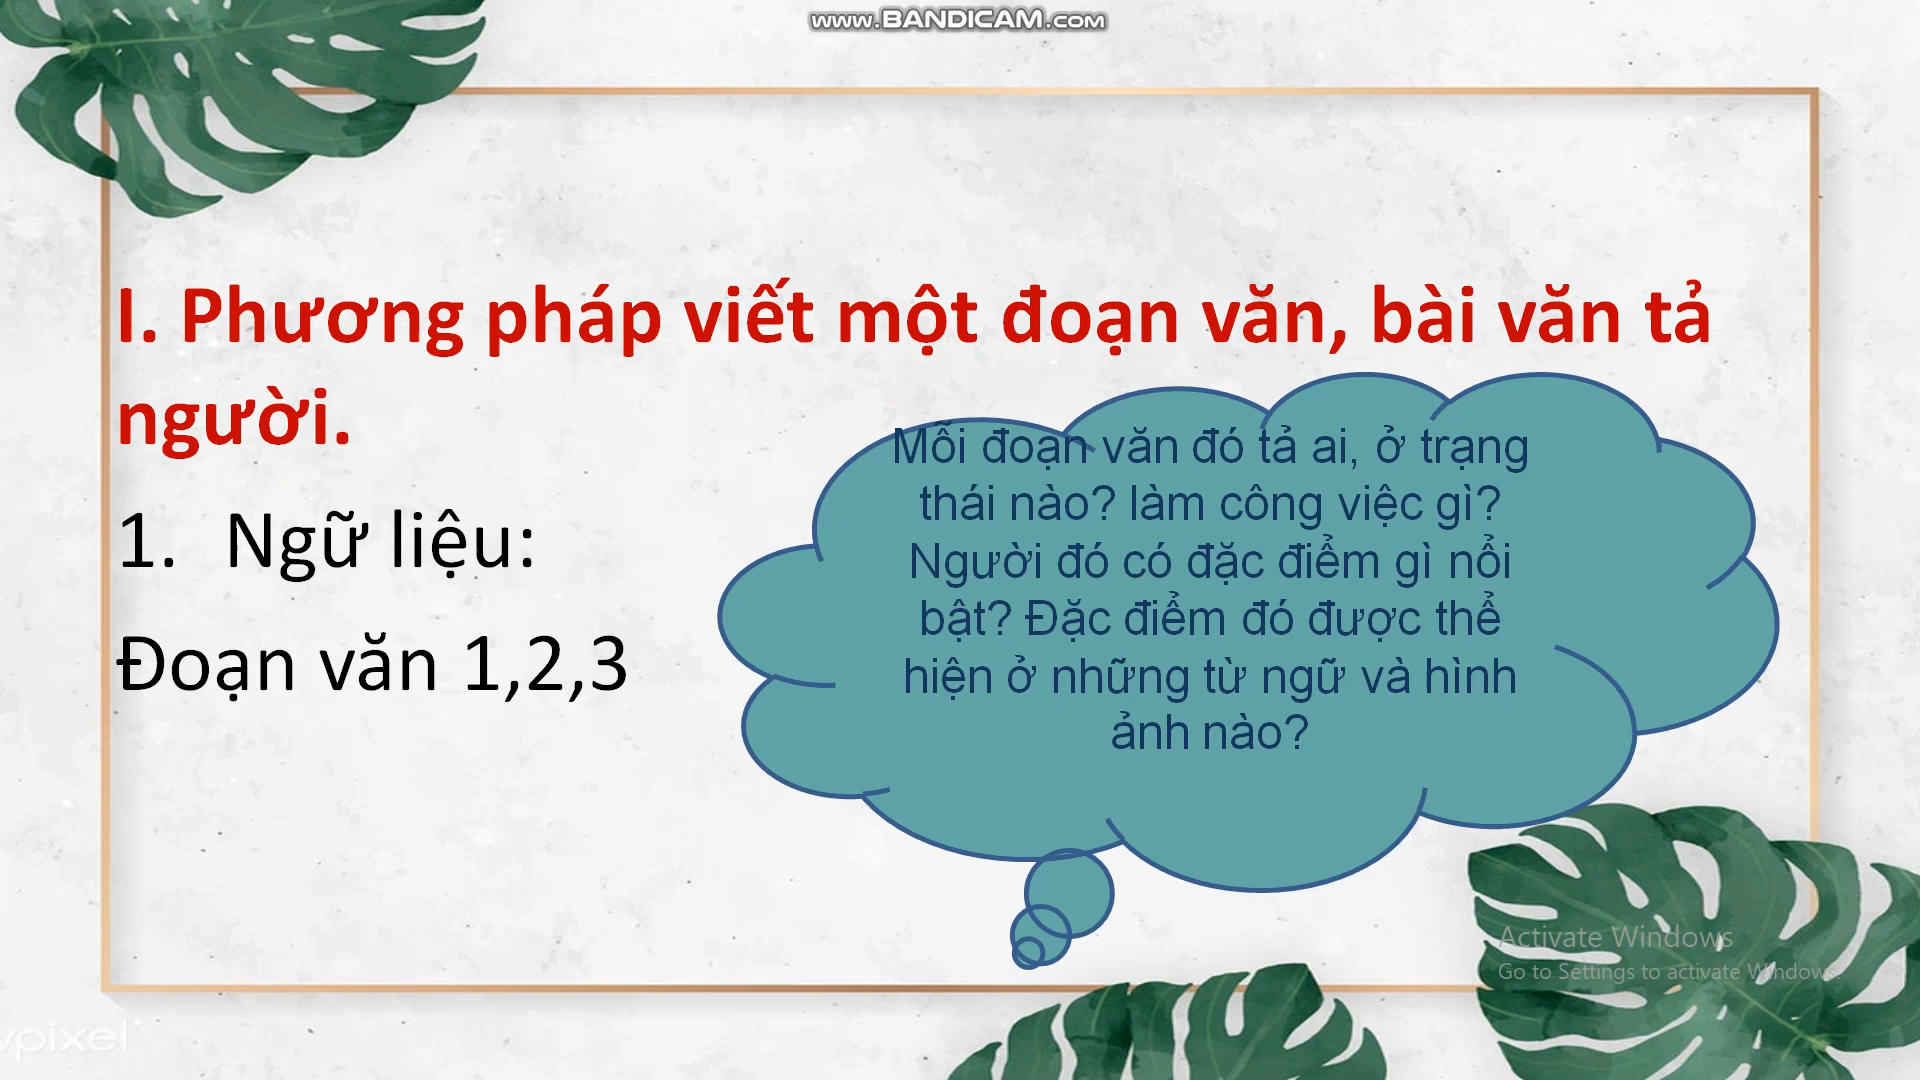 www.BANDICAM.com
I. Phương pháp viết một đoạn văn, bài văn tả
người.
1. Ngữ liệu:
Đoạn văn 1,2,3
Mỗi đoạn văn đó tả ai, ở trạng
thái nào? làm công việc gì?
Người đó có đặc điểm gì nổi
bật? Đặc điểm đó được thể
hiện ở những từ ngữ và hình
ảnh nào?
Activate Windows
Go to Settings to activate Windows.